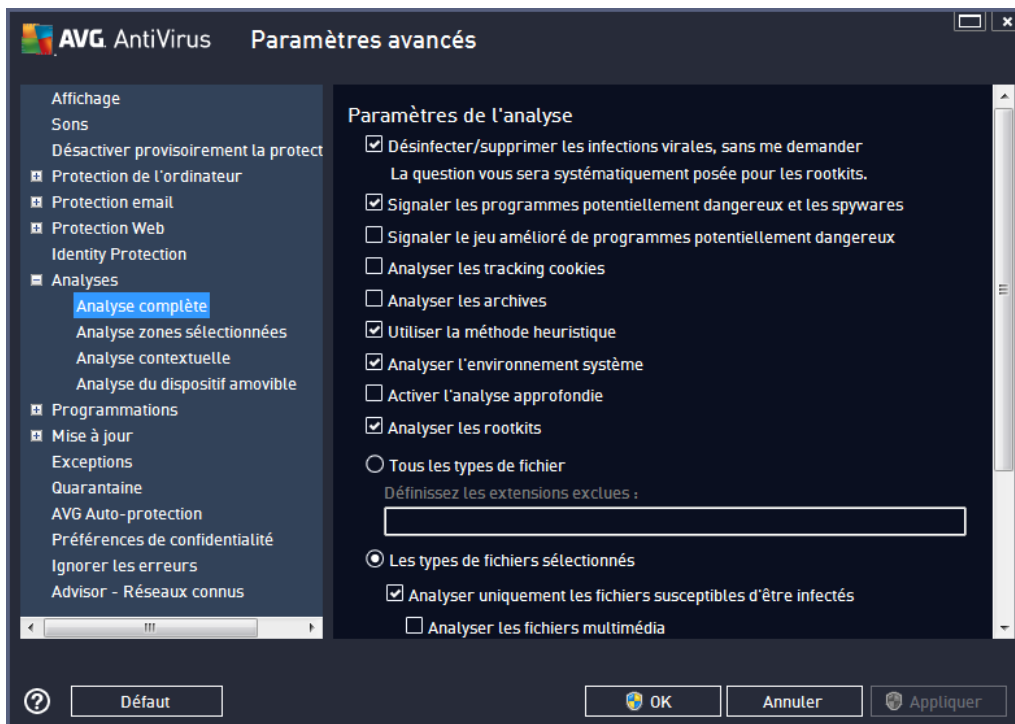 AVG AntiVirus Paramètres avancés
Affichage
Sons
Désactiver provisoirement la protect
Protection de l'ordinateur
Protection email
Protection Web
Identity Protection
Analyses
Analyse complète
Analyse zones sélectionnées
Analyse contextuelle
Analyse du dispositif amovible
Programmations
Mise à jour
Exceptions
Quarantaine
AVG Auto-protection
Préférences de confidentialité
Ignorer les erreurs
Advisor - Réseaux connus
Paramètres de l'analyse
Désinfecter/supprimer les infections virales, sans me demander
La question vous sera systématiquement posée pour les rootkits.
Signaler les programmes potentiellement dangereux et les spywares
Signaler le jeu amélioré de programmes potentiellement dangereux
Analyser les tracking cookies
Analyser les archives
Utiliser la méthode heuristique
Analyser l'environnement système
Activer l'analyse approfondie
Analyser les rootkits
Tous les types de fichier
Définissez les extensions exclues :
Les types de fichiers sélectionnés
Analyser uniquement les fichiers susceptibles d'être infectés
Analyser les fichiers multimédia
Défaut
OK
Annuler
Appliquer